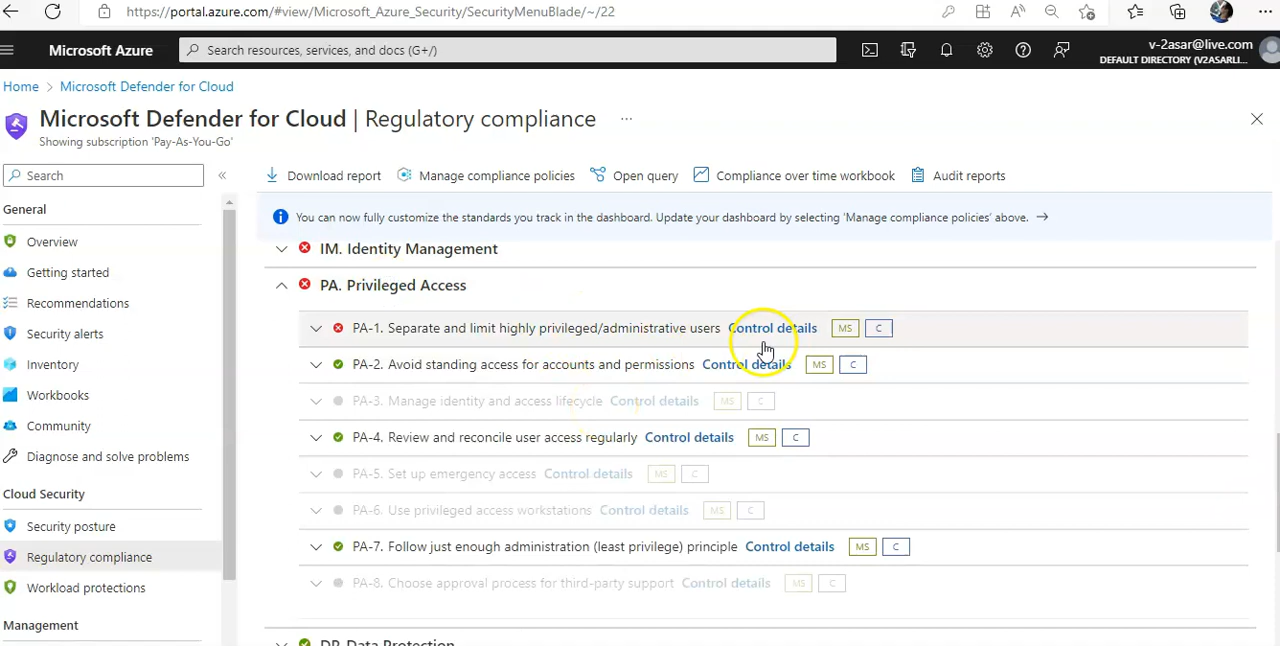 https://portal.azure.com/#view/Microsoft_Azure_Security/SecurityMenuBlade/~/22
Microsoft Azure
Search resources, services, and docs (G+/)
v-2asar@live.com
DEFAULT DIRECTORY (V2ASARLI...
Home > Microsoft Defender for Cloud
Microsoft Defender for Cloud | Regulatory compliance ...
Showing subscription 'Pay-As-You-Go'
Search «
Download report Manage compliance policies Open query Compliance over time workbook Audit reports
You can now fully customize the standards you track in the dashboard. Update your dashboard by selecting 'Manage compliance policies' above. →
General
Overview
Getting started
Recommendations
Security alerts
Inventory
Workbooks
Community
Diagnose and solve problems
Cloud Security
Security posture
Regulatory compliance
Workload protections
Management
IM. Identity Management
PA. Privileged Access
PA-1. Separate and limit highly privileged/administrative users Control details MS C
PA-2. Avoid standing access for accounts and permissions Control details MS C
PA-3. Manage identity and access lifecycle Control details MS C
PA-4. Review and reconcile user access regularly Control details MS C
PA-5. Set up emergency access Control details MS C
PA-6. Use privileged access workstations Control details MS C
PA-7. Follow just enough administration (least privilege) principle Control details MS C
PA-8. Choose approval process for third-party support Control details MS C
DP. Data Protection